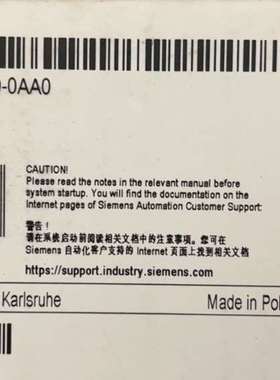 -0AA0
CAUTION!
Please read the notes in the relevant manual before
system startup. You will find the documentation on the
Internet pages of Siemens Automation Customer Support:
警告!
请在系统启动前阅读相关文档中的注意事项。您可在
Siemens 自动化客户支持的 Internet 页面上找到相关文档
https://support.industry.siemens.com
Karlsruhe
Made in Pol